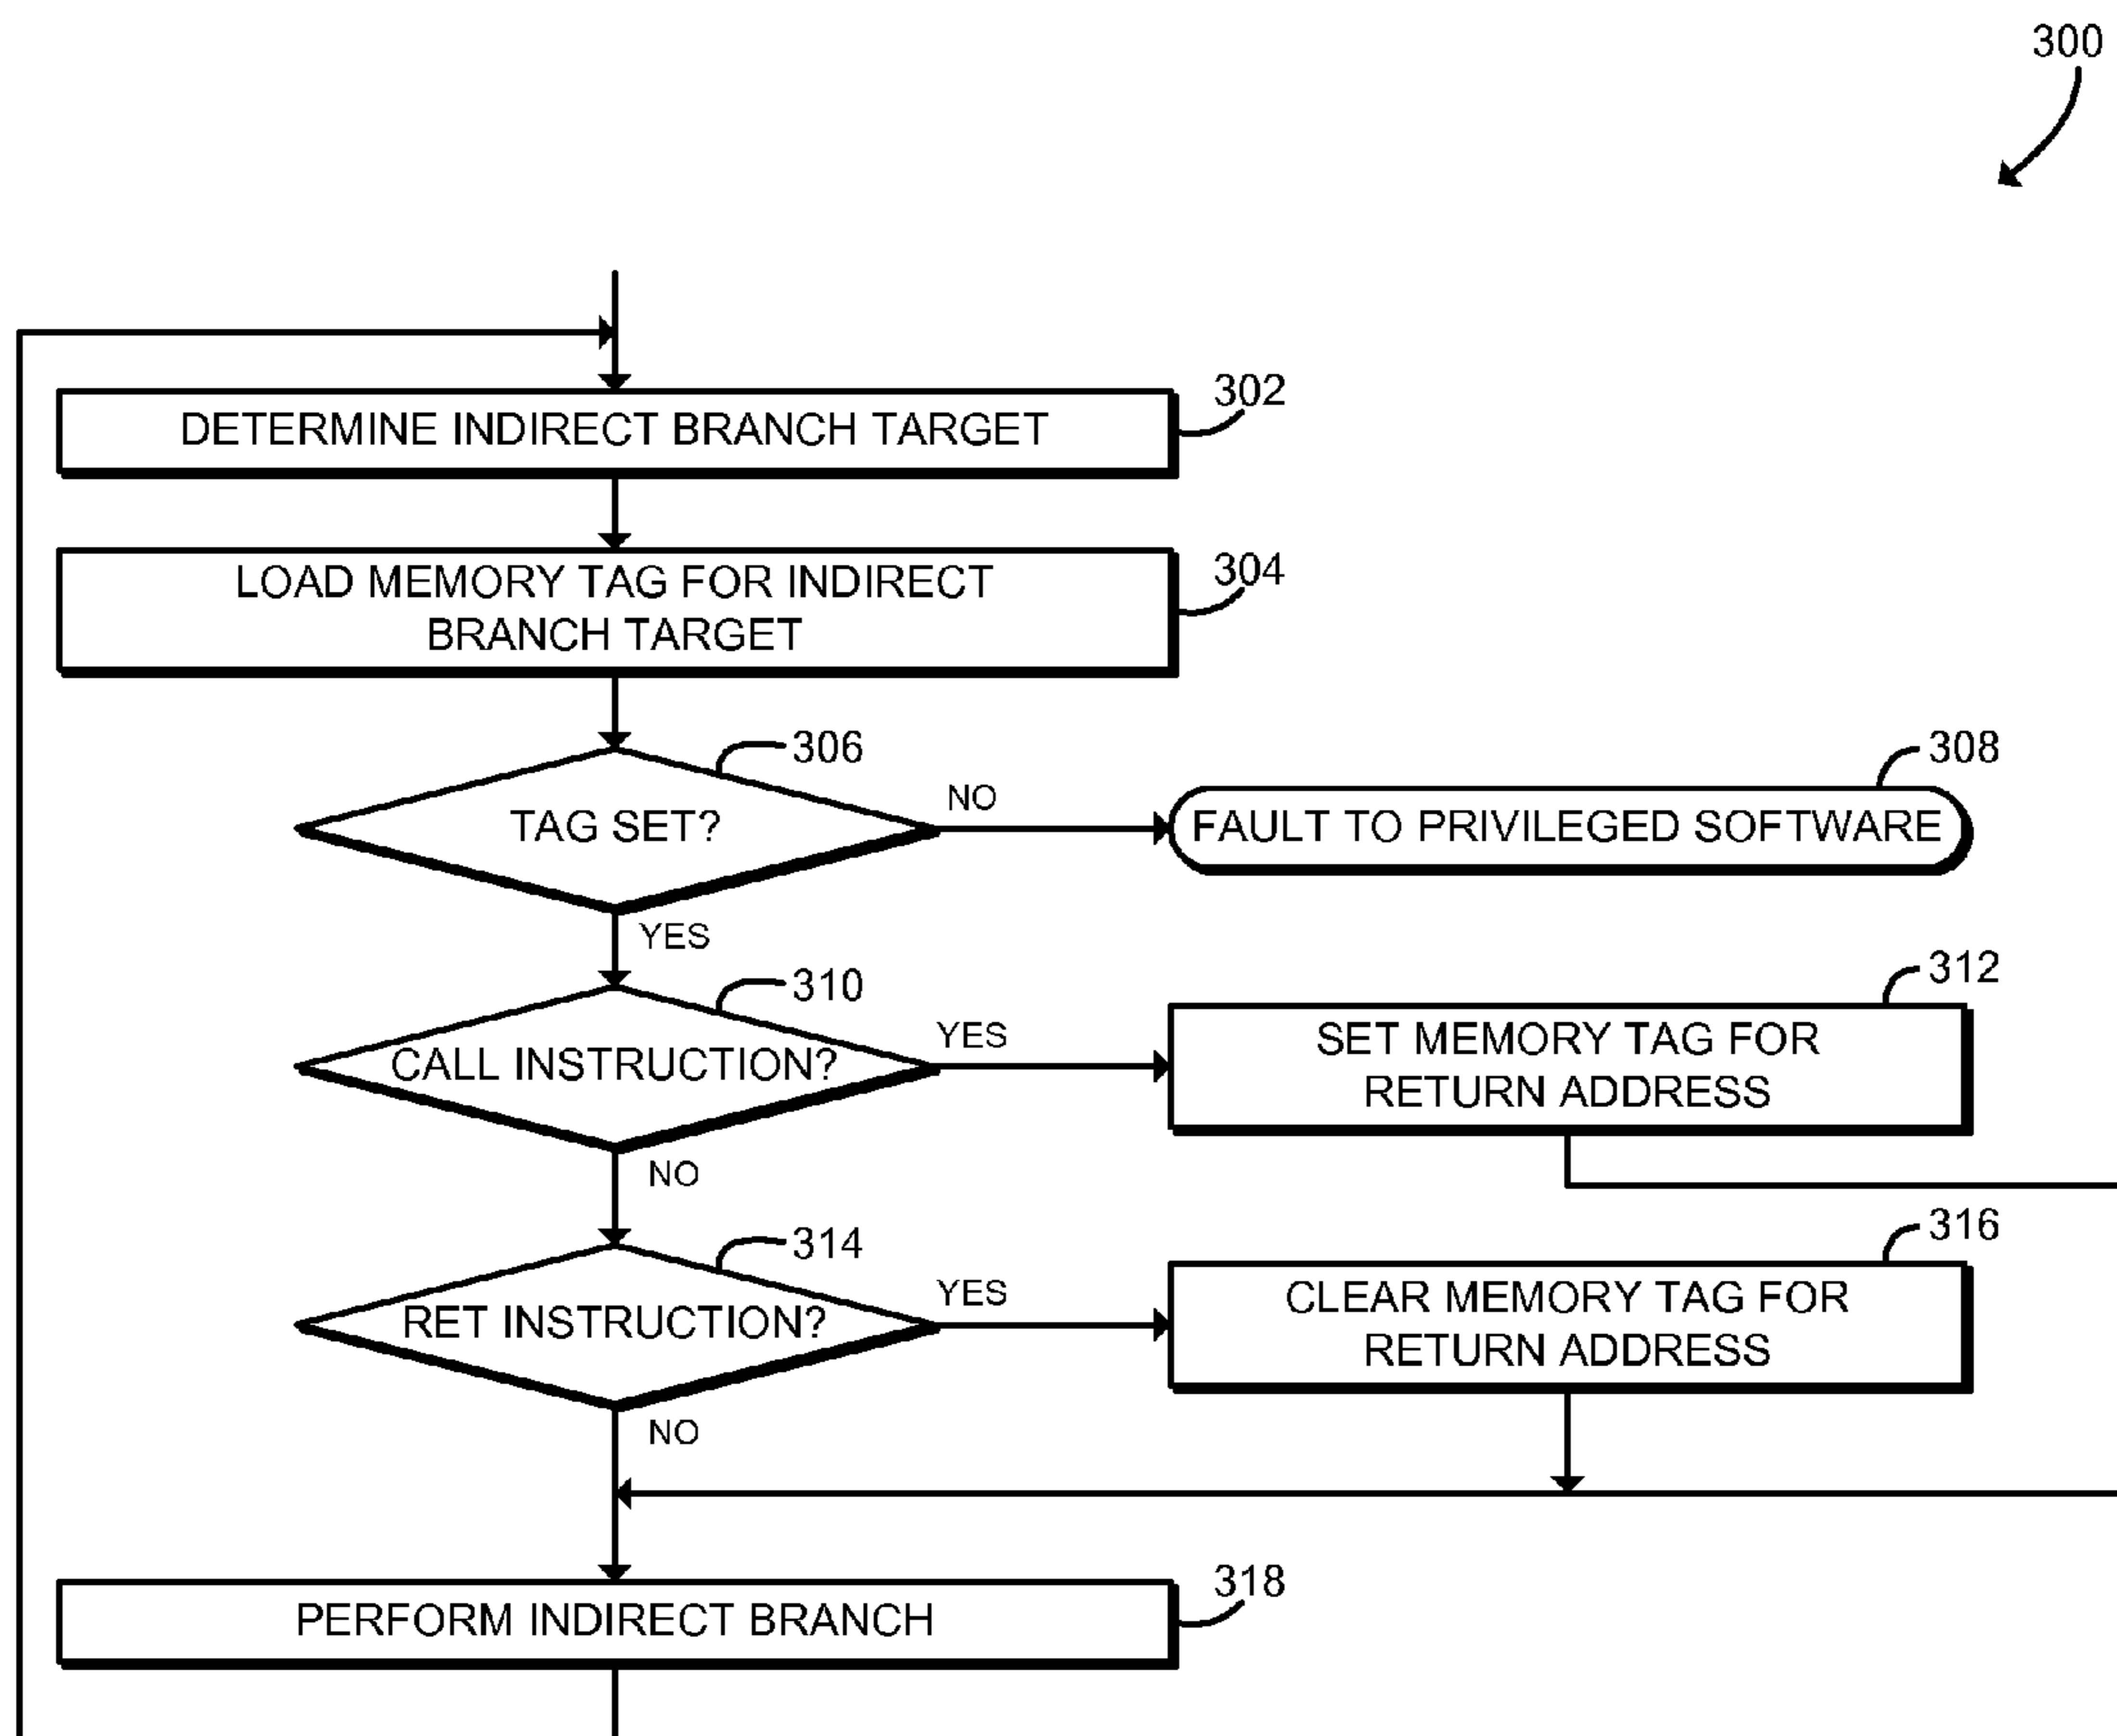 300
302
DETERMINE INDIRECT BRANCH TARGET
304
LOAD MEMORY TAG FOR INDIRECT
BRANCH TARGET
306
TAG SET?
NO
308
FAULT TO PRIVILEGED SOFTWARE
YES
310
CALL INSTRUCTION?
YES
312
SET MEMORY TAG FOR
RETURN ADDRESS
NO
314
RET INSTRUCTION?
YES
316
CLEAR MEMORY TAG FOR
RETURN ADDRESS
NO
318
PERFORM INDIRECT BRANCH